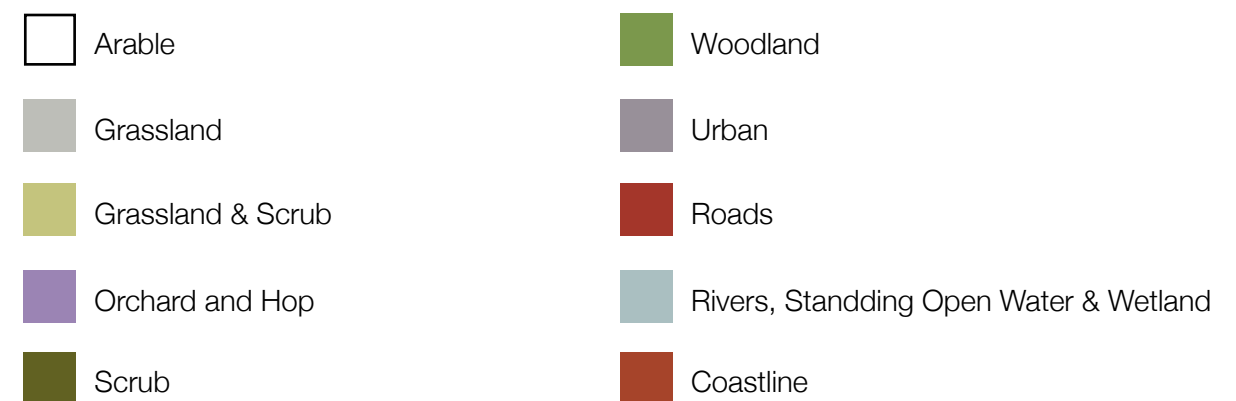 Arable
Grassland
Grassland & Scrub
Orchard and Hop
Scrub
Woodland
Urban
Roads
Rivers, Standding Open Water & Wetland
Coastline